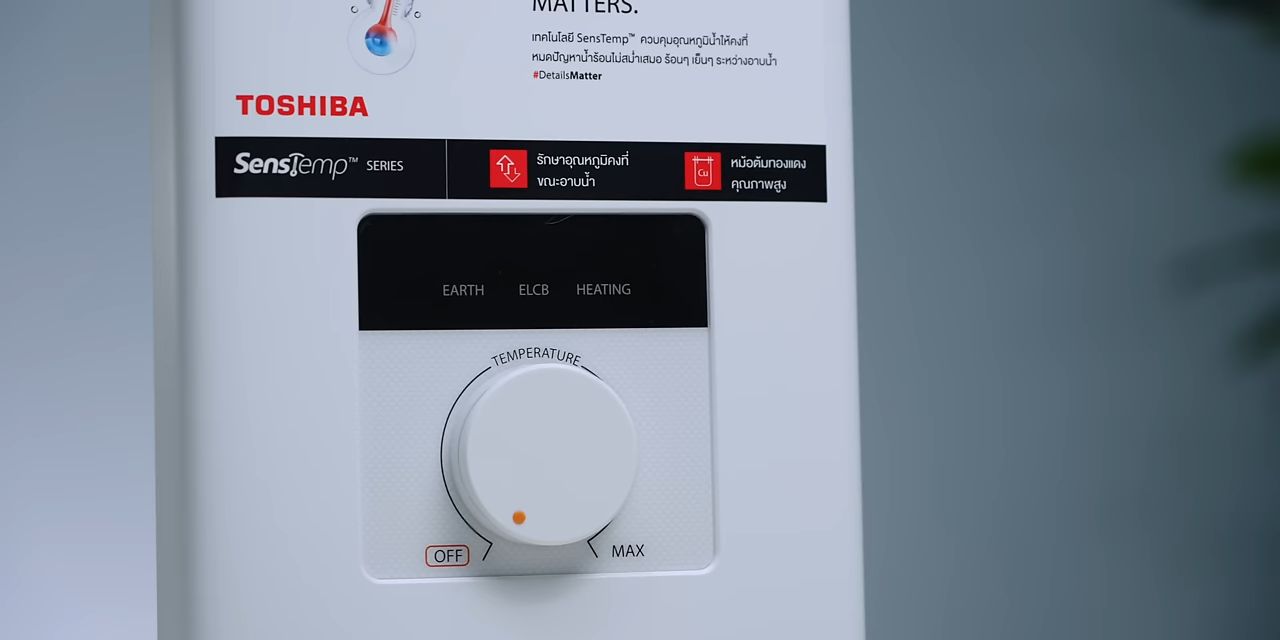 MATTERS.
เทคโนโลยี SensTemp™ ควบคุมอุณหภูมิน้ำให้คงที่
หมดปัญหาน้ำร้อนไม่สม่ำเสมอ ร้อนๆ เย็นๆ ระหว่างอาบน้ำ
#DetailsMatter
TOSHIBA
SensTemp™ SERIES
รักษาอุณหภูมิคงที่
ขณะอาบน้ำ
Cu
หม้อต้มทองแดง
คุณภาพสูง
EARTH ELCB HEATING
TEMPERATURE
OFF MAX